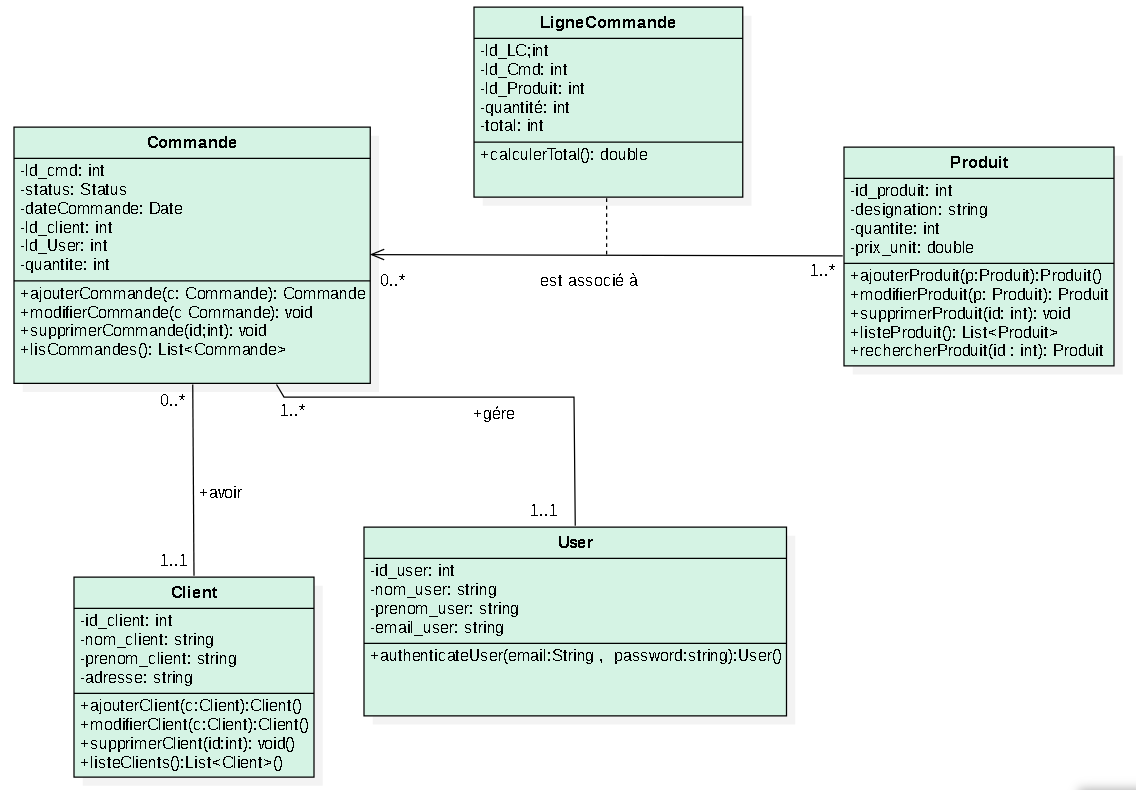 LigneCommande
-Id_LC;int
-Id_Cmd: int
-Id_Produit: int
-quantité: int
-total: int
+calculerTotal(): double
Commande
-Id_cmd: int
-status: Status
-dateCommande: Date
-Id_client: int
-Id_User: int
-quantite: int
+ajouterCommande(c: Commande): Commande
+modifierCommande(c Commande): void
+supprimerCommande(id;int): void
+lisCommandes(): List<Commande>
Produit
-id_produit: int
-designation: string
-quantite: int
-prix_unit: double
+ajouterProduit(p:Produit):Produit()
+modifierProduit(p: Produit): Produit
+supprimerProduit(id: int): void
+listeProduit(): List<Produit>
+rechercherProduit(id : int): Produit
0..*
est associé à
1..*
0..*
1..*
+gére
+avoir
1..1
1..1
User
-id_user: int
-nom_user: string
-prenom_user: string
-email_user: string
+authenticateUser(email:String ,  password:string):User()
Client
-id_client: int
-nom_client: string
-prenom_client: string
-adresse: string
+ajouterClient(c:Client):Client()
+modifierClient(c:Client):Client()
+supprimerClient(id:int): void()
+listeClients():List<Client>()